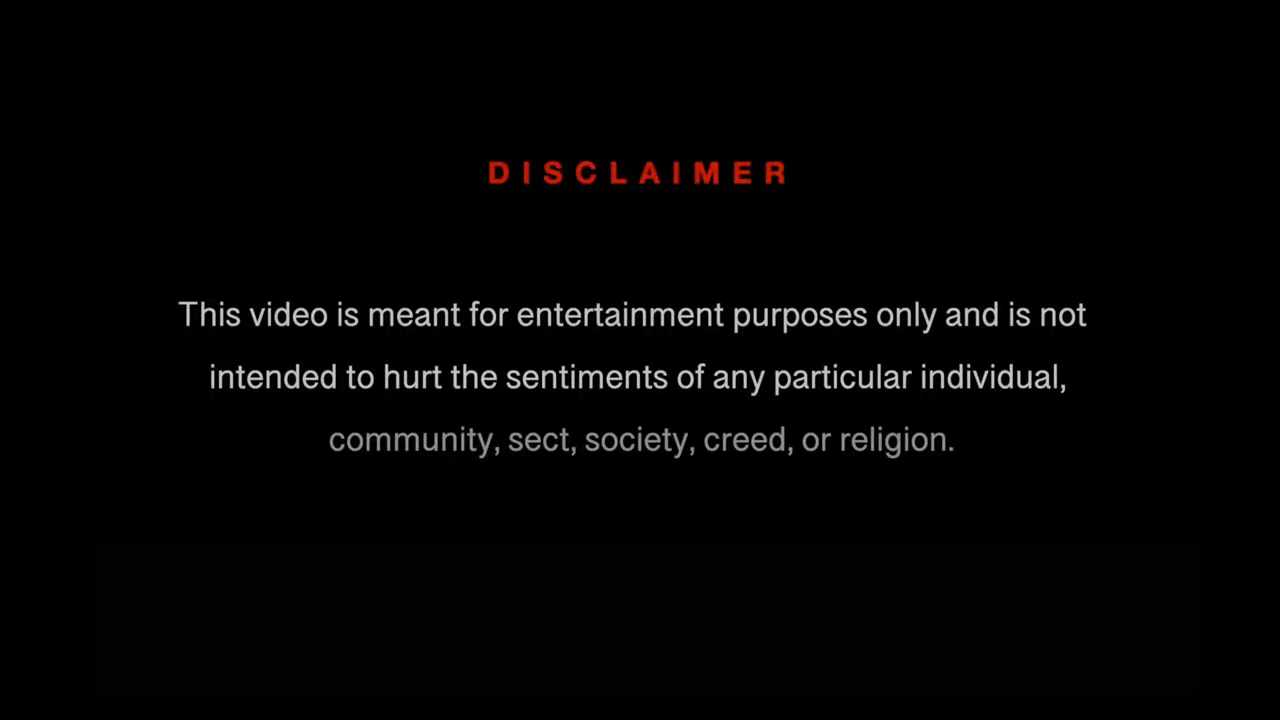 DISCLAIMER
This video is meant for entertainment purposes only and is not
intended to hurt the sentiments of any particular individual,
community, sect, society, creed, or religion.